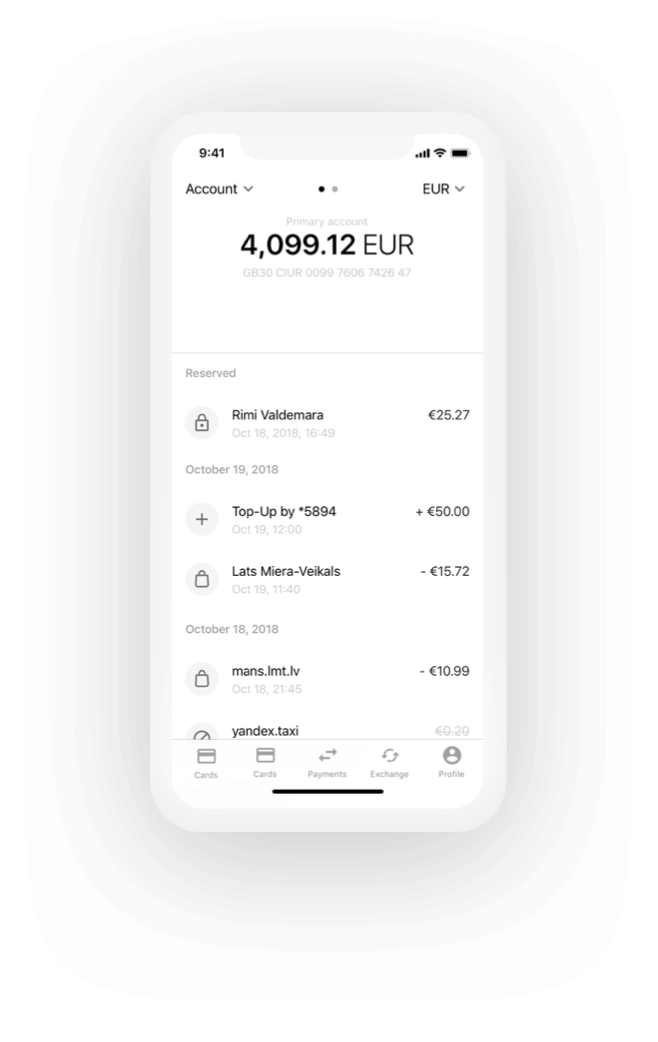 9:41
Account EUR
Primary account
4,099.12 EUR
GB30 CIUR 0099 7606 7426 47
Reserved
Rimi Valdemara €25.27
Oct 18, 2018, 16:49
October 19, 2018
Top-Up by *5894 + €50.00
Oct 19, 12:00
Lats Miera-Veikals - €15.72
Oct 19, 11:40
October 18, 2018
mans.lmt.lv - €10.99
Oct 18, 21:45
yandex.taxi €0.20
Cards Cards Payments Exchange Profile